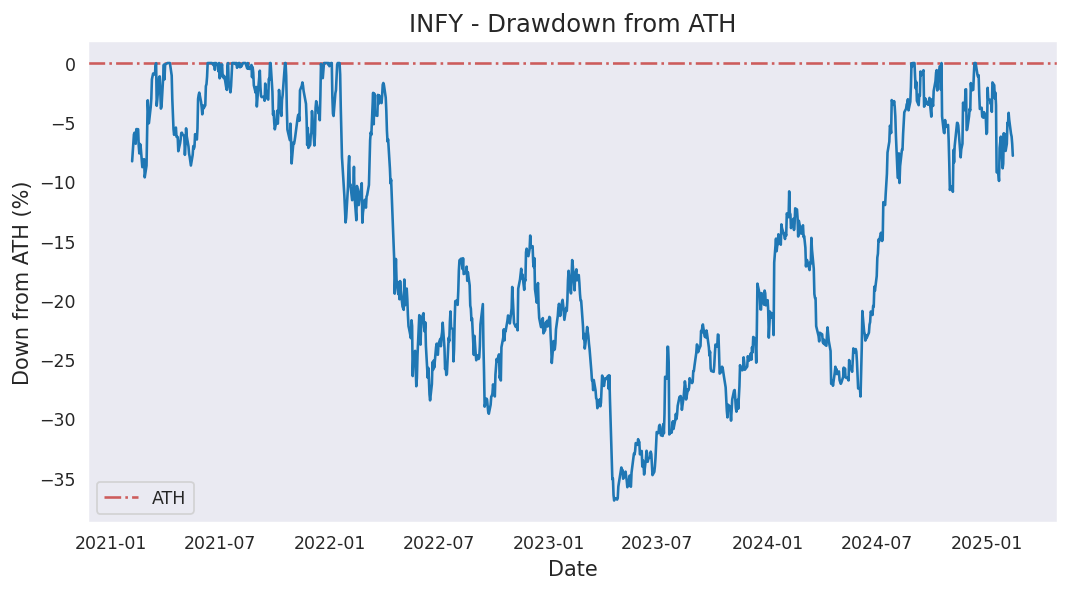 INFY - Drawdown from ATH
Down from ATH (%)
0
−5
−10
−15
−20
−25
−30
−35
ATH
2021-01 2021-07 2022-01 2022-07 2023-01 2023-07 2024-01 2024-07 2025-01
Date